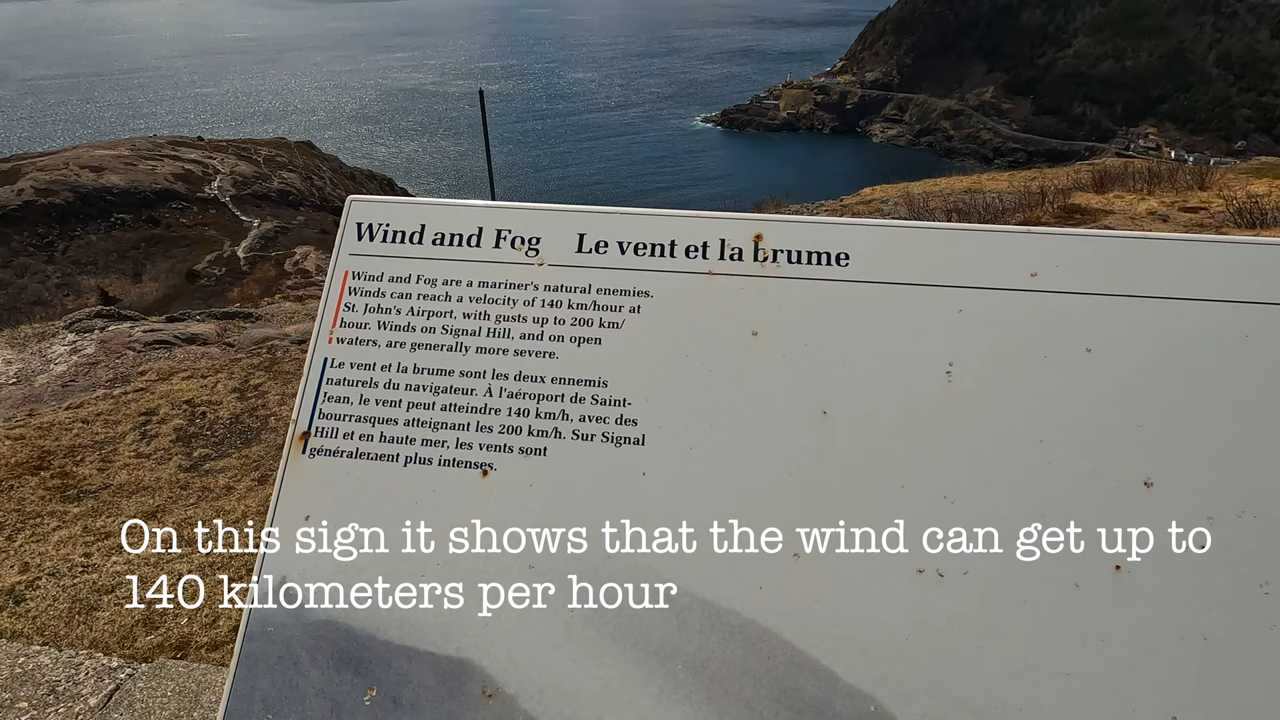 Wind and Fog
Le vent et la brume
Wind and Fog are a mariner's natural enemies.
Winds can reach a velocity of 140 km/hour at
St. John's Airport, with gusts up to 200 km/
hour. Winds on Signal Hill, and on open
waters, are generally more severe.
Le vent et la brume sont les deux ennemis
naturels du navigateur. À l'aéroport de Saint-
Jean, le vent peut atteindre 140 km/h, avec des
bourrasques atteignant les 200 km/h. Sur Signal
Hill et en haute mer, les vents sont
généralement plus intenses.
On this sign it shows that the wind can get up to
140 kilometers per hour